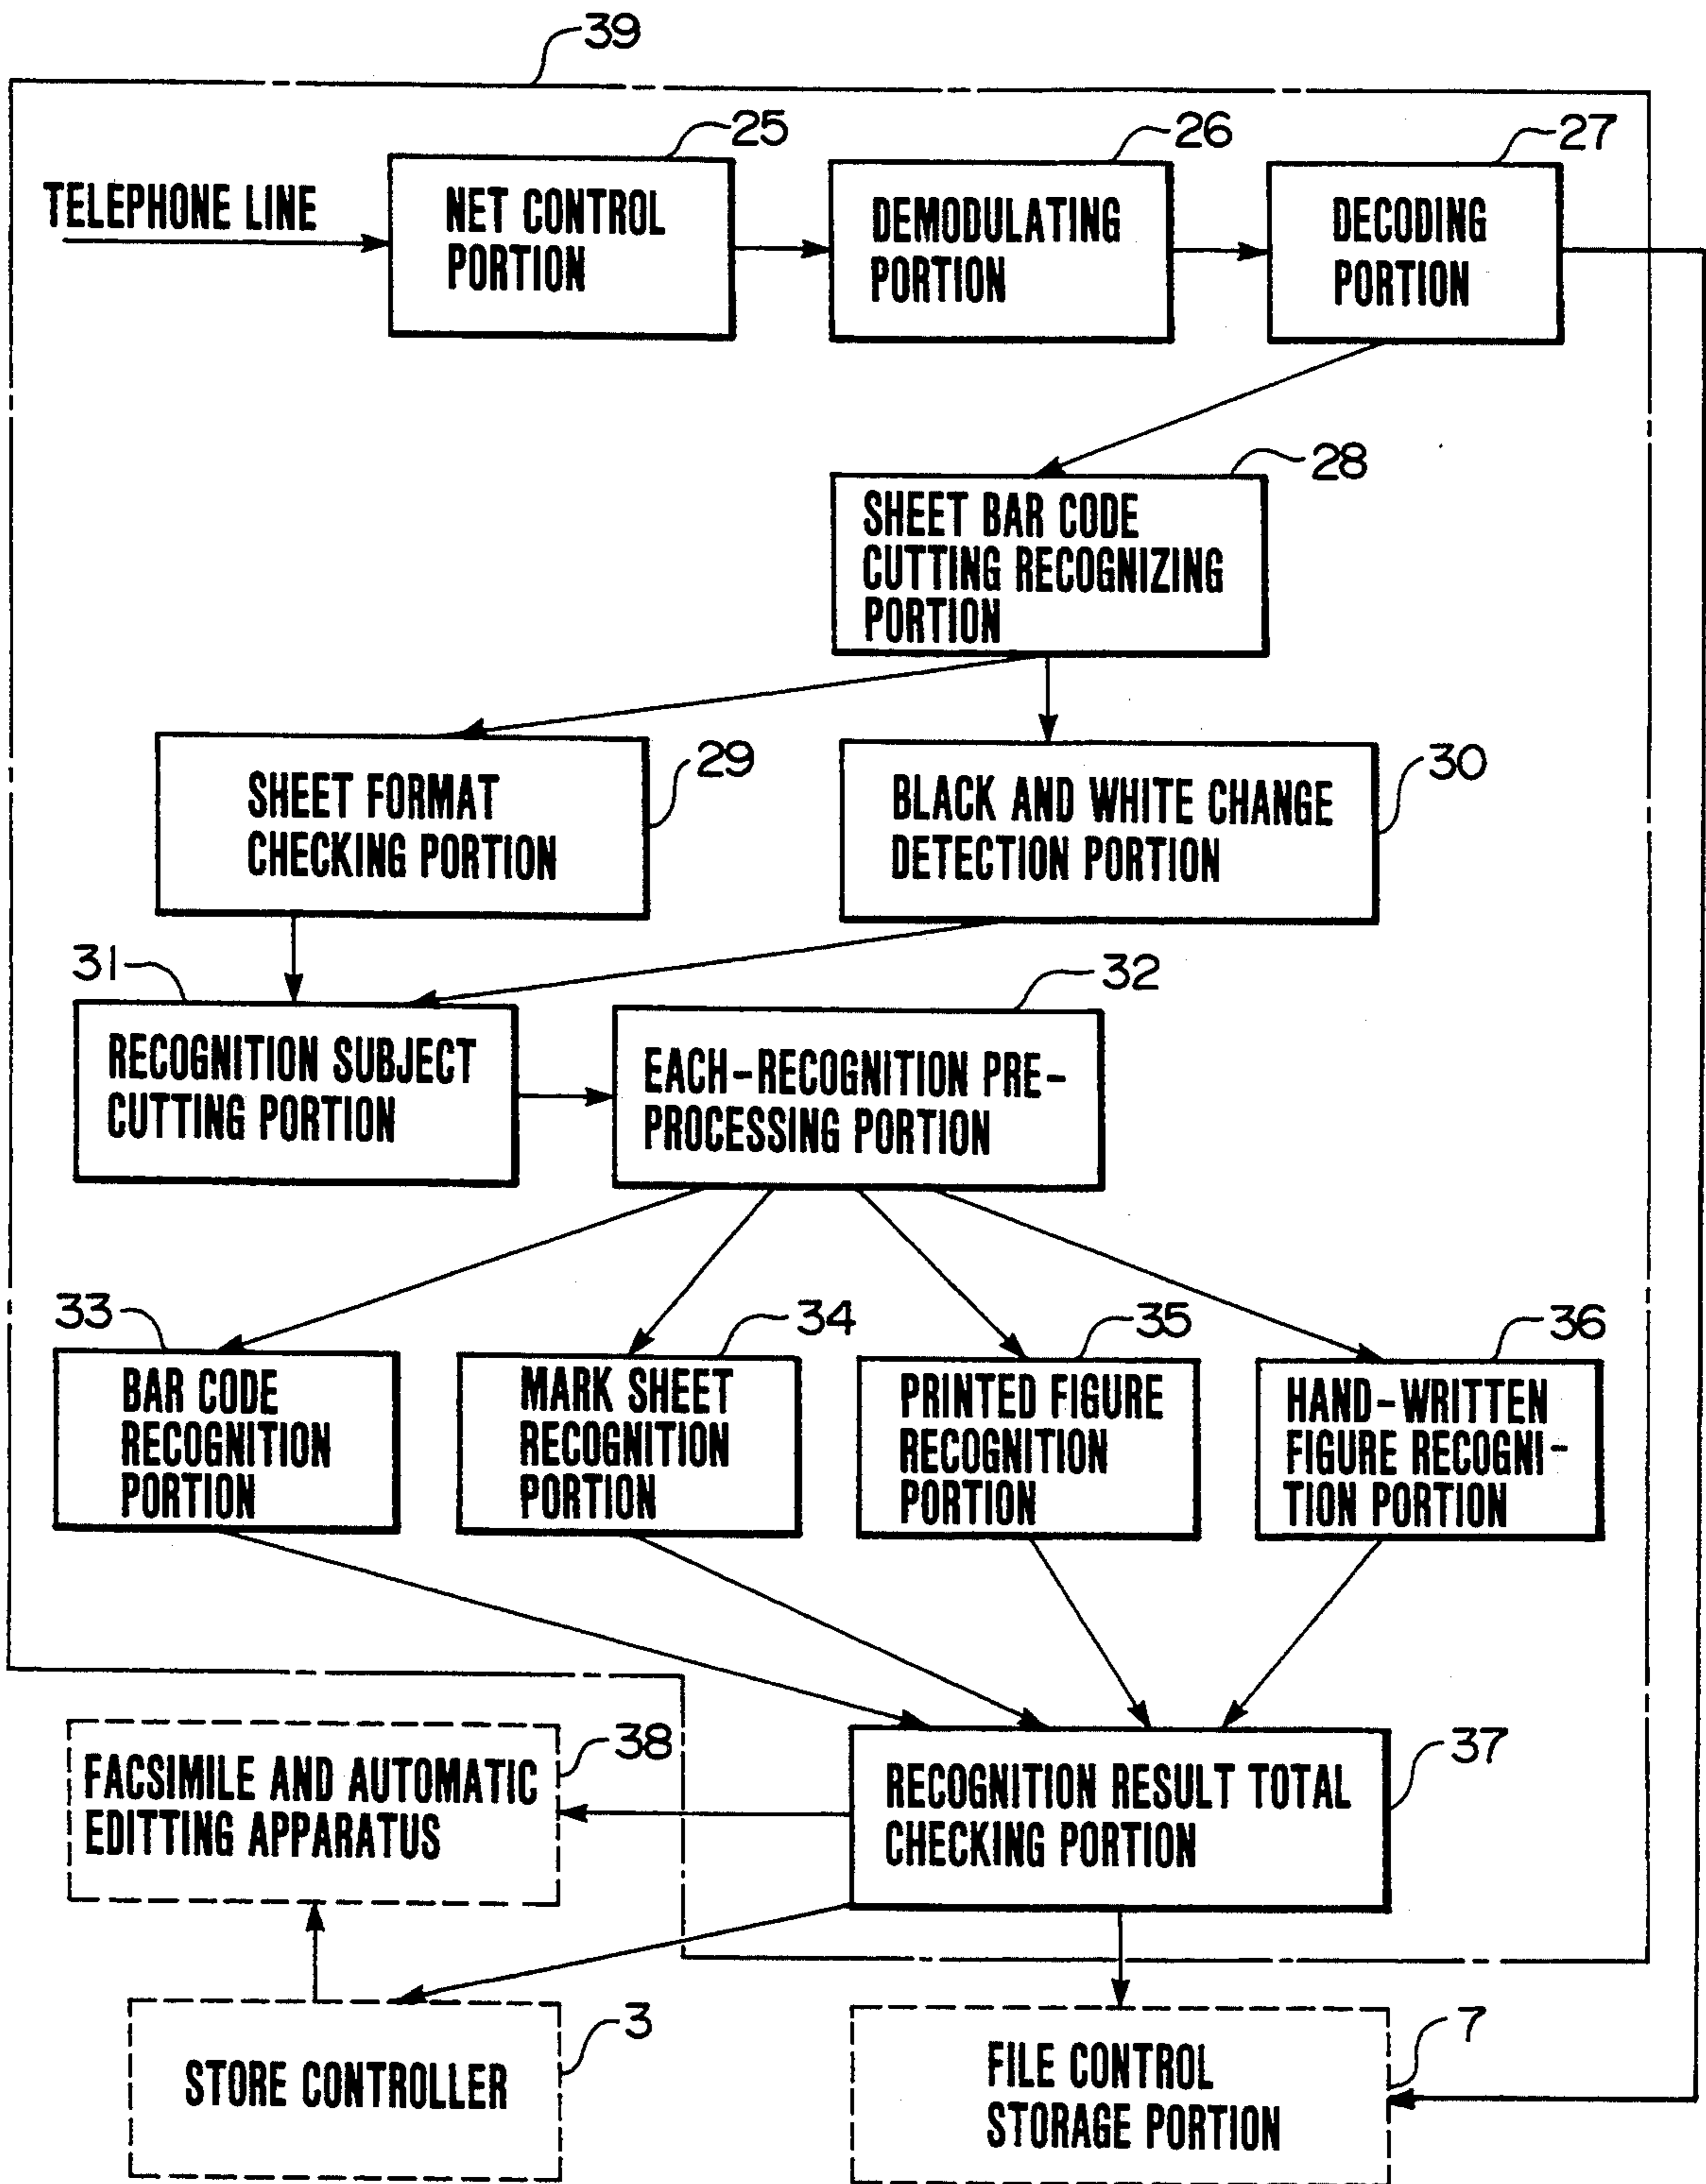 39
25
26
27
TELEPHONE LINE
NET CONTROL
PORTION
DEMODULATING
PORTION
DECODING
PORTION
28
SHEET BAR CODE
CUTTING RECOGNIZING
PORTION
29
SHEET FORMAT
CHECKING PORTION
30
BLACK AND WHITE CHANGE
DETECTION PORTION
31
RECOGNITION SUBJECT
CUTTING PORTION
32
EACH-RECOGNITION PRE-
PROCESSING PORTION
33
BAR CODE
RECOGNITION
PORTION
34
MARK SHEET
RECOGNITION
PORTION
35
PRINTED FIGURE
RECOGNITION
PORTION
36
HAND-WRITTEN
FIGURE RECOGNI-
TION PORTION
38
FACSIMILE AND AUTOMATIC
EDITTING APPARATUS
37
RECOGNITION RESULT TOTAL
CHECKING PORTION
3
STORE CONTROLLER
7
FILE CONTROL
STORAGE PORTION